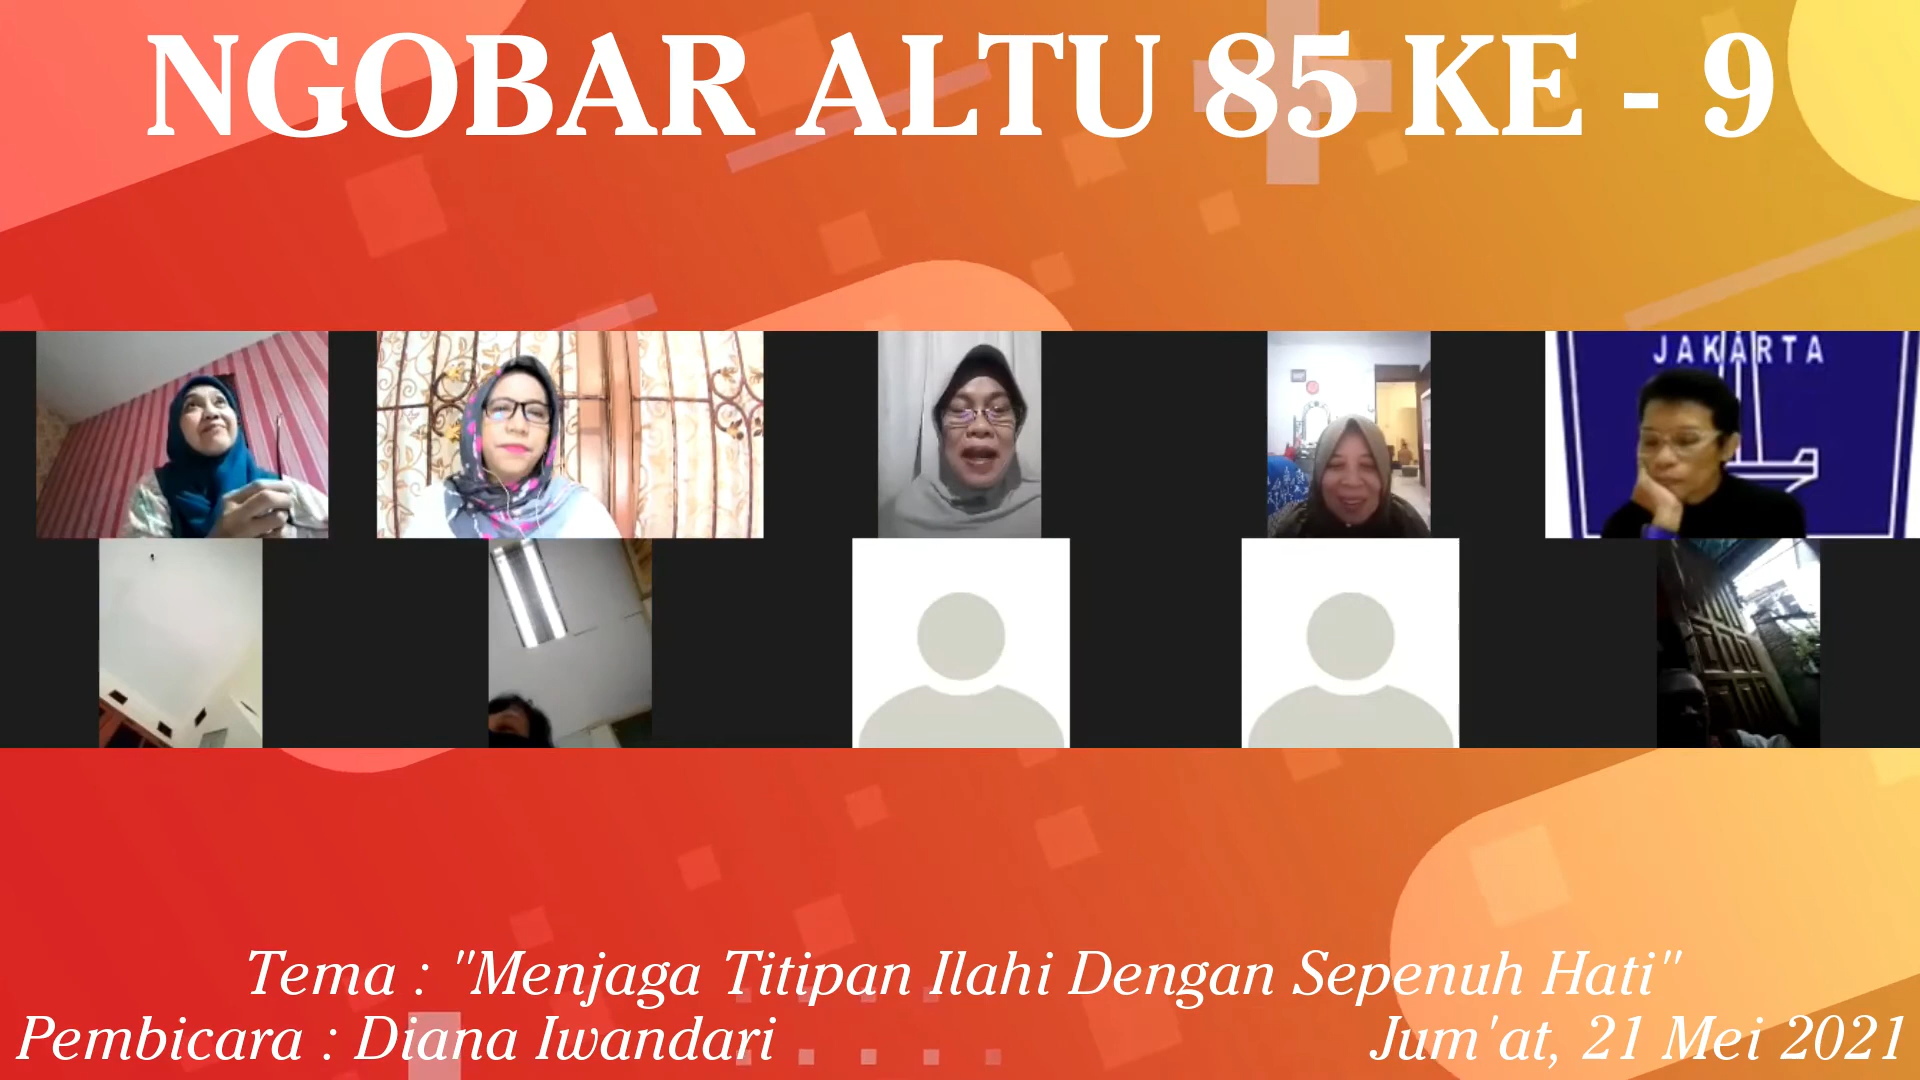 NGOBAR ALTU 85 KE - 9
JAKARTA
Tema : "Menjaga Titipan Ilahi Dengan Sepenuh Hati"
Pembicara : Diana Iwandari
Jum'at, 21 Mei 2021